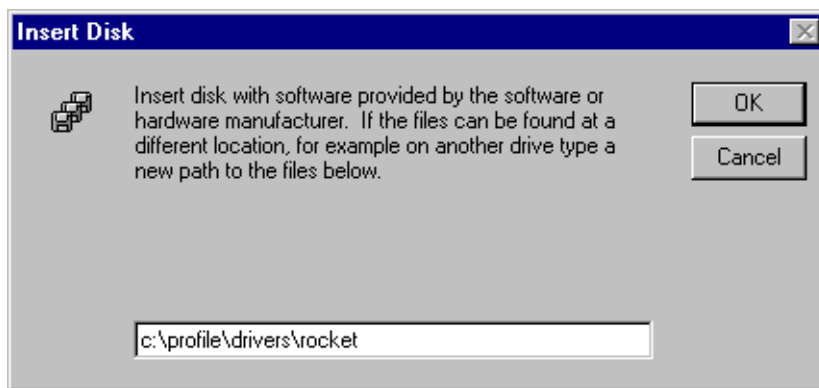 Insert Disk
Insert disk with software provided by the software or
hardware manufacturer.  If the files can be found at a
different location, for example on another drive type a
new path to the files below.
OK
Cancel
c:\profile\drivers\rocket